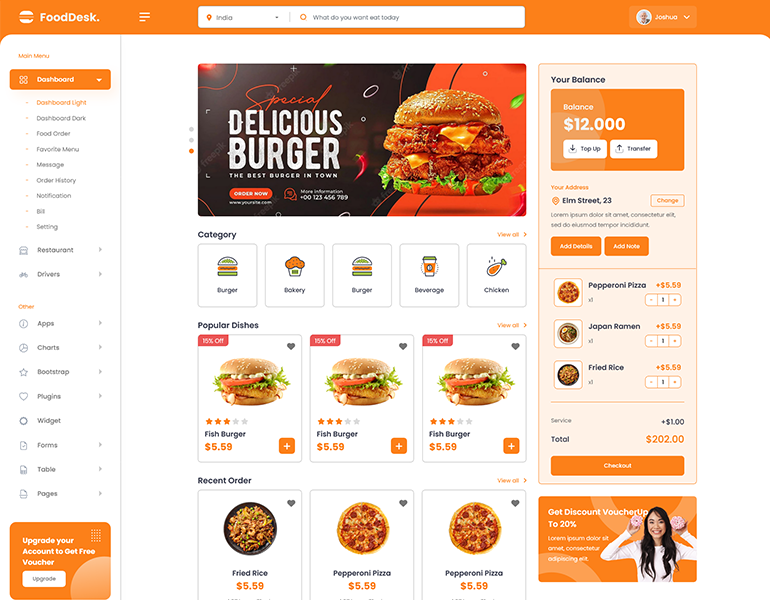 FoodDesk.
India
What do you want eat today
Joshua
Main Menu
Dashboard
Dashboard Light
Dashboard Dark
Food Order
Favorite Menu
Message
Order History
Notification
Bill
Setting
Restaurant
Drivers
Other
Apps
Charts
Bootstrap
Plugins
Widget
Forms
Table
Pages
Upgrade your
Account to Get Free
Voucher
Upgrade
Special
DELICIOUS
BURGER
THE BEST BURGER IN TOWN
ORDER NOW
www.yoursite.com
More Information
+00 123 456 789
Category
View all
Burger
Bakery
Burger
Beverage
Chicken
Popular Dishes
View all
15% Off
Fish Burger
$5.59
15% Off
Fish Burger
$5.59
15% Off
Fish Burger
$5.59
Recent Order
View all
Fried Rice
$5.59
Pepperoni Pizza
$5.59
Pepperoni Pizza
$5.59
Your Balance
Balance
$12.000
Top Up
Transfer
Your Address
Elm Street, 23
Change
Lorem ipsum dolor sit amet, consectetur elit,
sed do eiusmod tempor incididunt.
Add Details
Add Note
Pepperoni Pizza
+$5.59
x1
- 1 +
Japan Ramen
+$5.59
x1
- 1 +
Fried Rice
+$5.59
x1
- 1 +
Service
+$1.00
Total
$202.00
Checkout
Get Discount VoucherUp
To 20%
Lorem ipsum dolor sit
amet, consectetur
adipiscing elit.